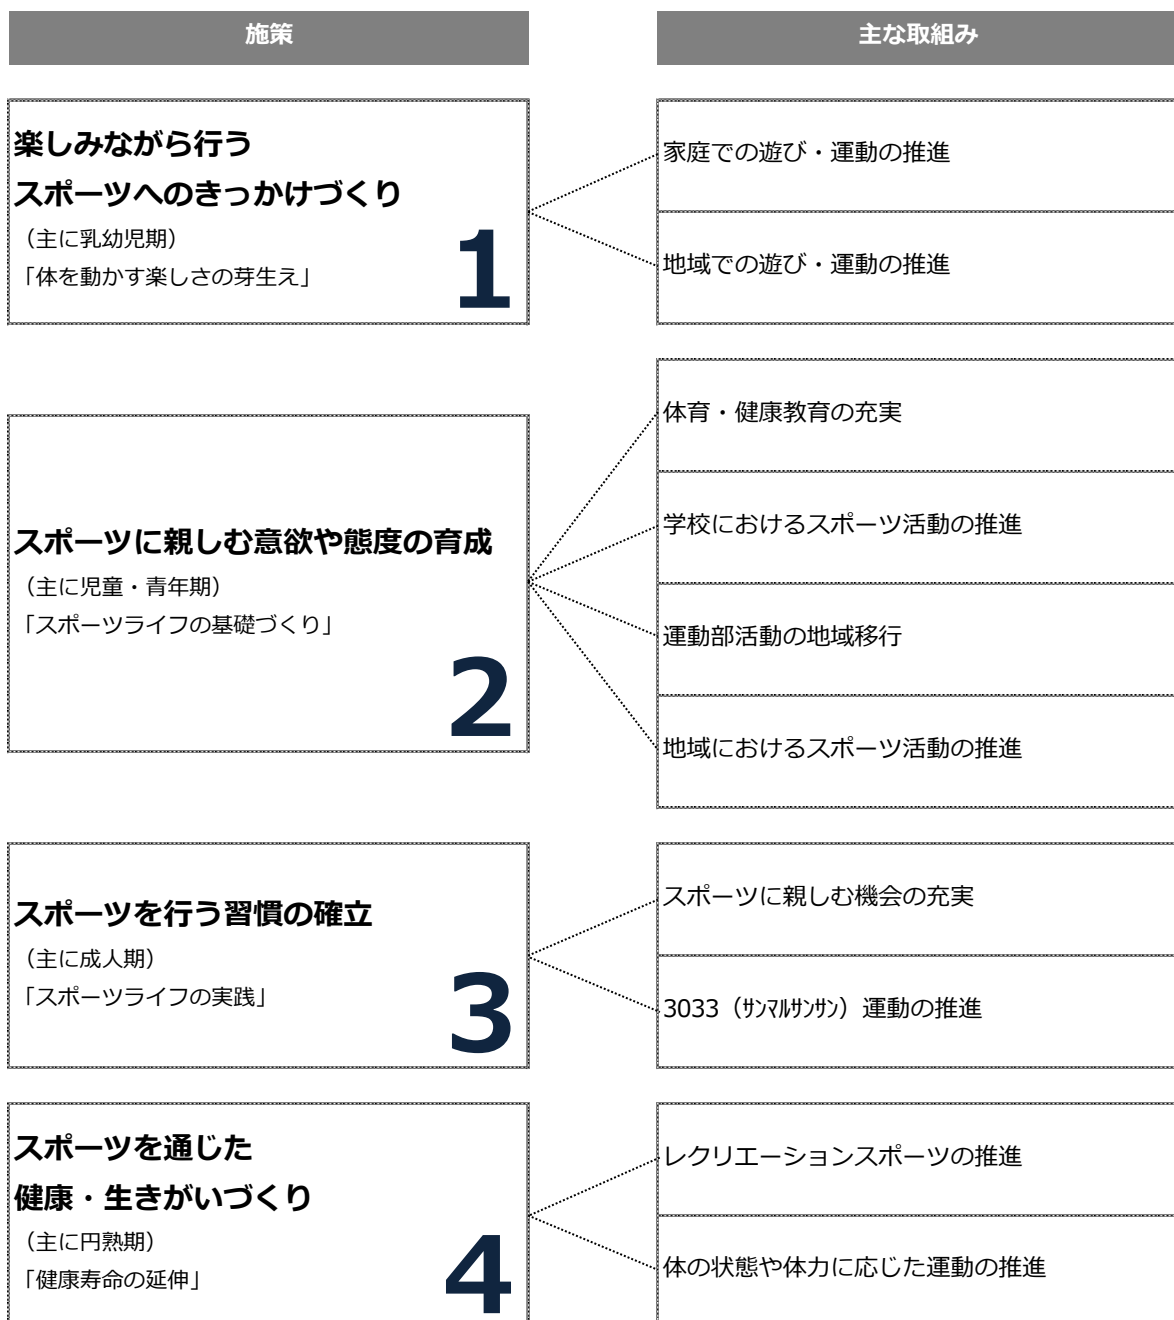 施策
主な取組み
楽しみながら行う
スポーツへのきっかけづくり
（主に乳幼児期）
「体を動かす楽しさの芽生え」
1
家庭での遊び・運動の推進
地域での遊び・運動の推進
スポーツに親しむ意欲や態度の育成
（主に児童・青年期）
「スポーツライフの基礎づくり」
2
体育・健康教育の充実
学校におけるスポーツ活動の推進
運動部活動の地域移行
地域におけるスポーツ活動の推進
スポーツを行う習慣の確立
（主に成人期）
「スポーツライフの実践」
3
スポーツに親しむ機会の充実
3033（ｻﾝﾏﾙｻﾝｻﾝ）運動の推進
スポーツを通じた
健康・生きがいづくり
（主に円熟期）
「健康寿命の延伸」
4
レクリエーションスポーツの推進
体の状態や体力に応じた運動の推進